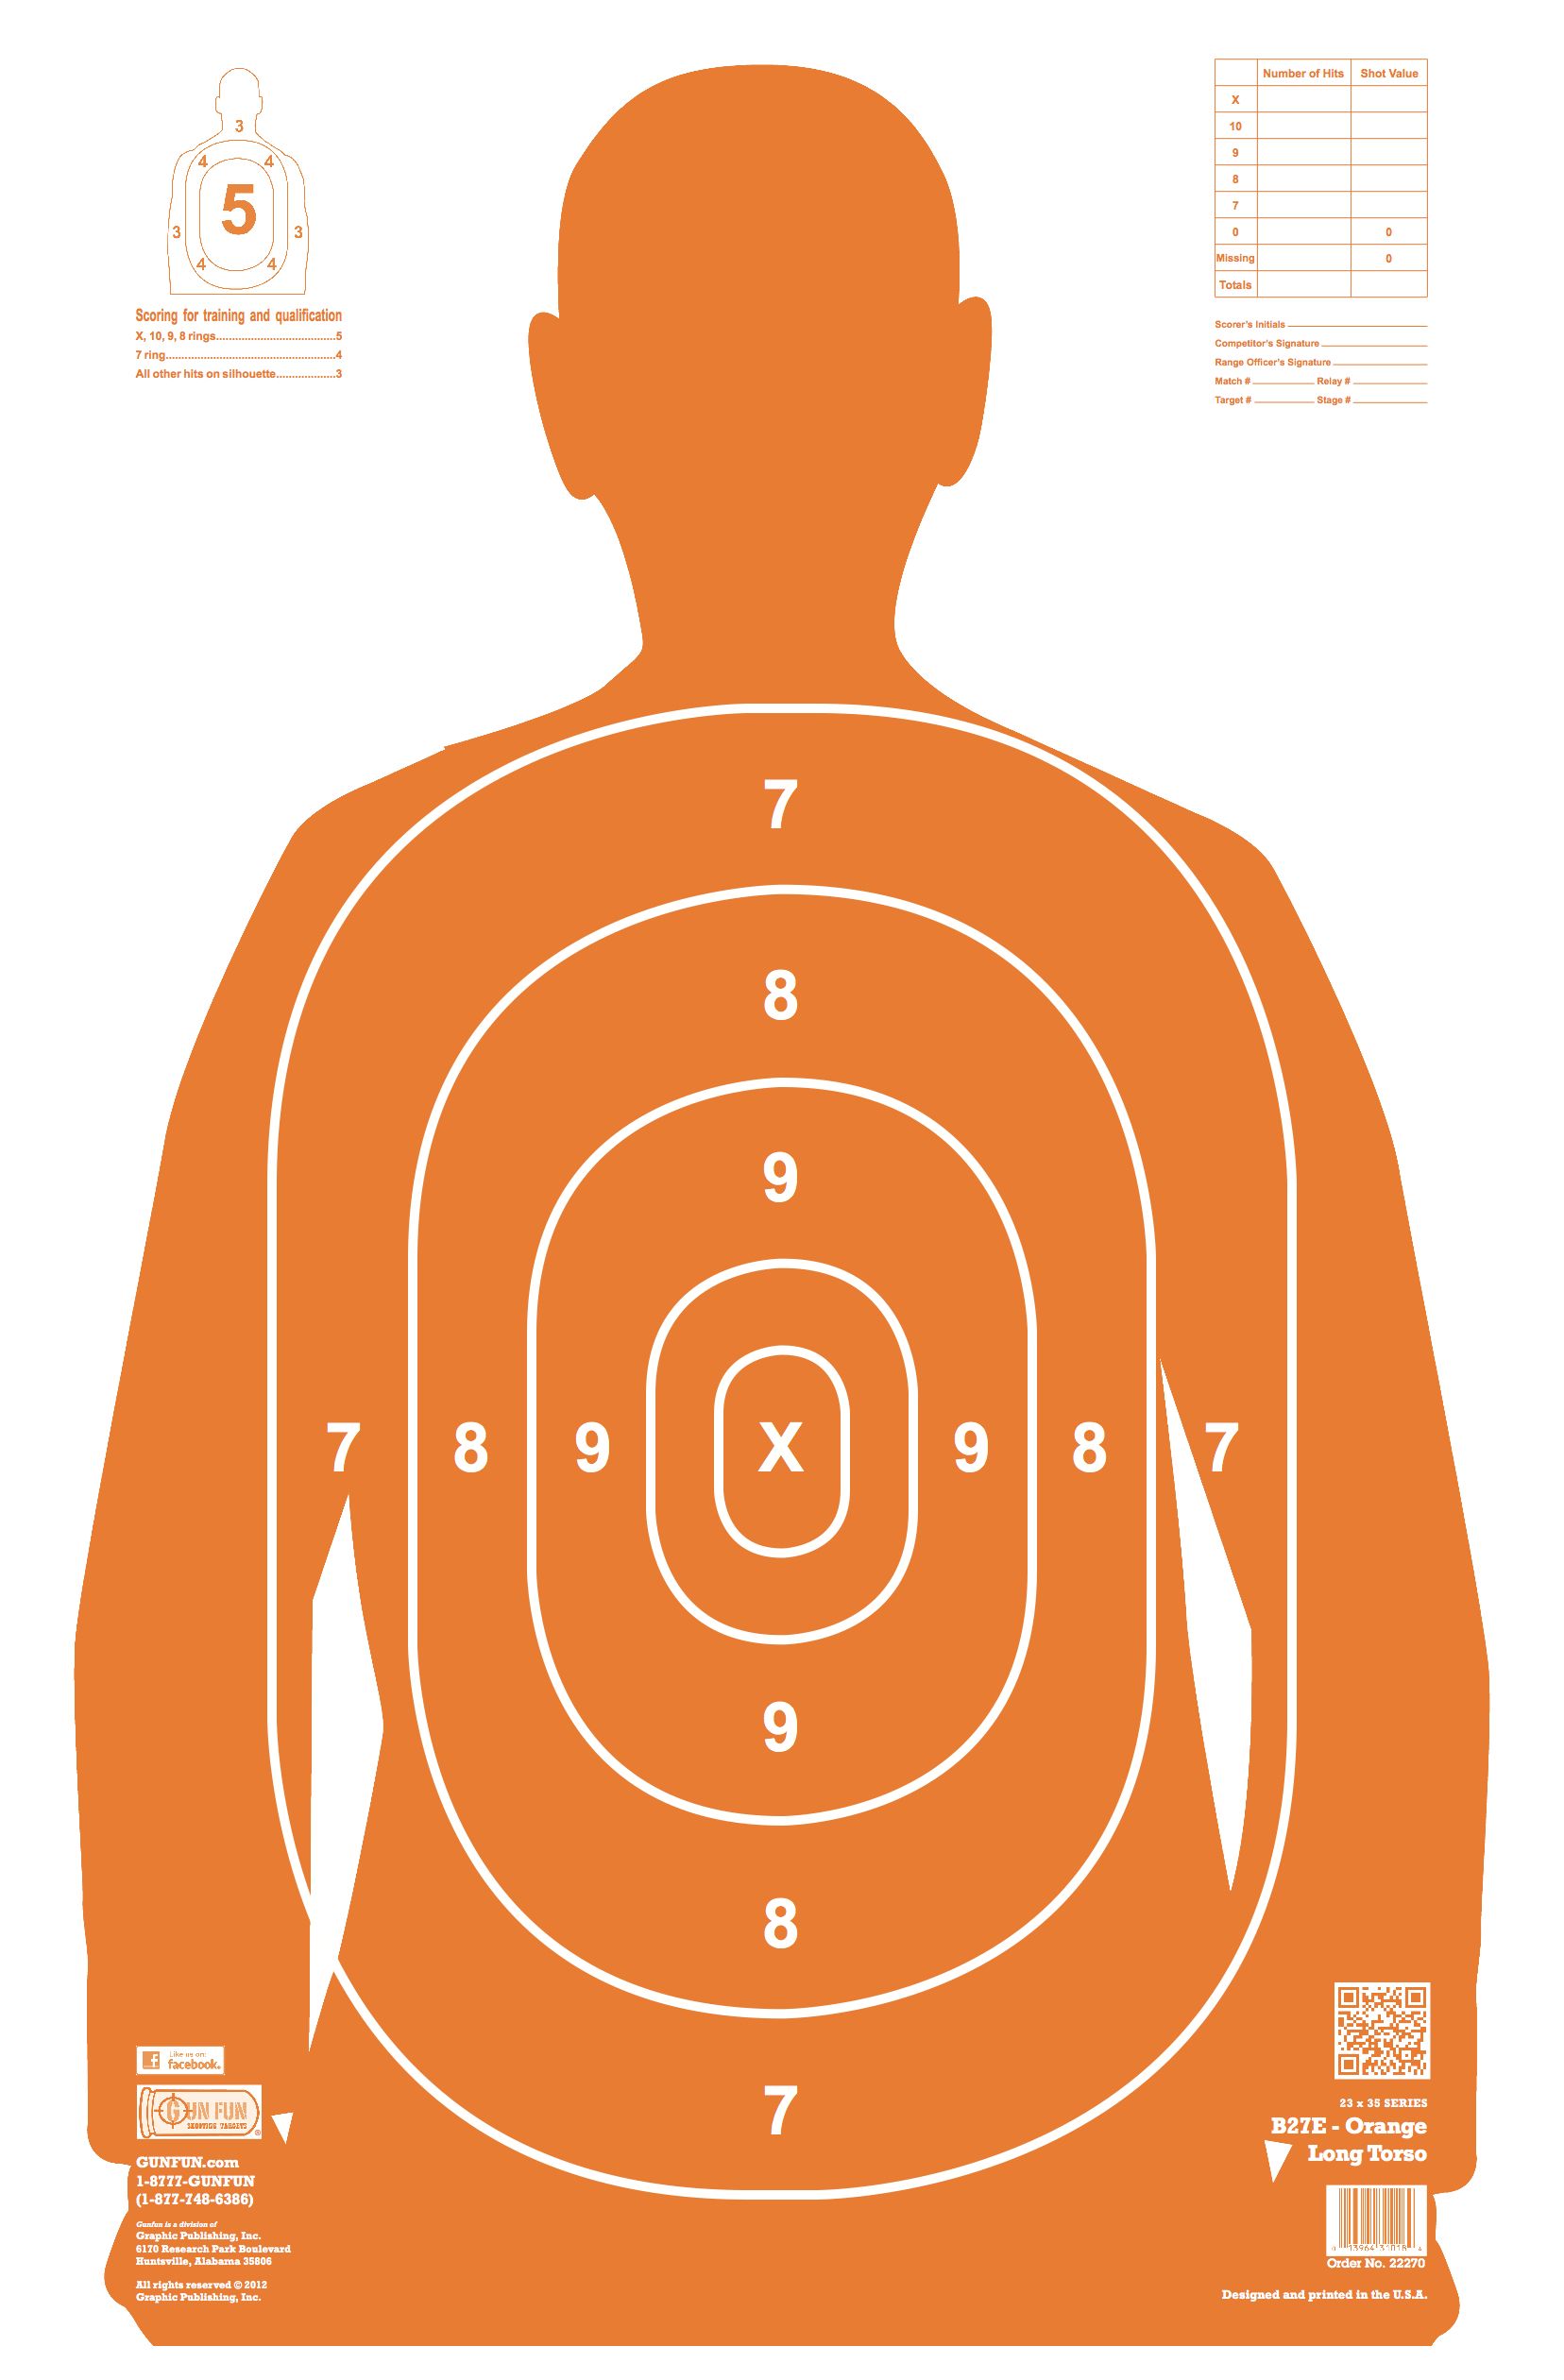 3
4 4
5
3 3
4 4
Scoring for training and qualification
X, 10, 9, 8 rings....................................5
7 ring...................................................4
All other hits on silhouette..................3
Number of Hits Shot Value
X
10
9
8
7
0 0
Missing 0
Totals
Scorer's Initials
Competitor's Signature
Range Officer's Signature
Match # Relay #
Target # Stage #
7
8
9
7 8 9 X 9 8 7
9
8
7
Like us on:
facebook.
GUN FUN
SHOOTING TARGETS
®
GUNFUN.com
1-8777-GUNFUN
(1-877-748-6386)
Gunfun is a division of
Graphic Publishing, Inc.
6170 Research Park Boulevard
Huntsville, Alabama 35806
All rights reserved © 2012
Graphic Publishing, Inc.
23 x 35 SERIES
B27E - Orange
Long Torso
Order No. 22270
Designed and printed in the U.S.A.